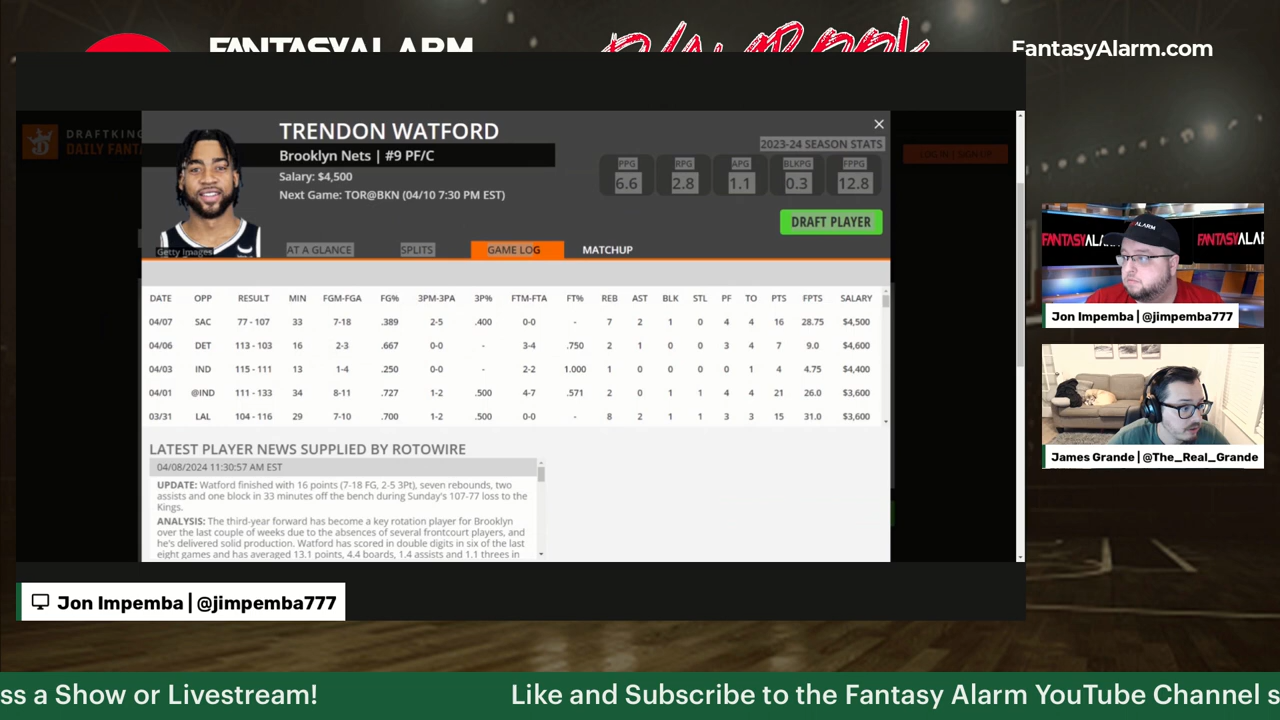 FANTASYALARM
PLAYBOOK
FantasyAlarm.com
DRAFTKIN
DAILY FANTA
LOG IN | SIGN UP
TRENDON WATFORD
Brooklyn Nets | #9 PF/C
Salary: $4,500
Next Game: TOR@BKN (04/10 7:30 PM EST)
Getty Images
2023-24 SEASON STATS
PPG RPG APG BLKPG FPPG
6.6 2.8 1.1 0.3 12.8
DRAFT PLAYER
AT A GLANCE SPLITS GAME LOG MATCHUP
DATE OPP RESULT MIN FGM-FGA FG% 3PM-3PA 3P% FTM-FTA FT% REB AST BLK STL PF TO PTS FPTS SALARY
04/07 SAC 77 - 107 33 7-18 .389 2-5 .400 0-0 - 7 2 1 0 4 4 16 28.75 $4,500
04/06 DET 113 - 103 16 2-3 .667 0-0 - 3-4 .750 2 1 0 0 3 4 7 9.0 $4,600
04/03 IND 115 - 111 13 1-4 .250 0-0 - 2-2 1.000 1 0 0 0 0 1 4 4.75 $4,400
04/01 @IND 111 - 133 34 8-11 .727 1-2 .500 4-7 .571 2 0 1 1 4 4 21 26.0 $3,600
03/31 LAL 104 - 116 29 7-10 .700 1-2 .500 0-0 - 8 2 1 1 3 3 15 31.0 $3,600
LATEST PLAYER NEWS SUPPLIED BY ROTOWIRE
04/08/2024 11:30:57 AM EST
UPDATE: Watford finished with 16 points (7-18 FG, 2-5 3Pt), seven rebounds, two
assists and one block in 33 minutes off the bench during Sunday's 107-77 loss to the
Kings.
ANALYSIS: The third-year forward has become a key rotation player for Brooklyn
over the last couple of weeks due to the absences of several frontcourt players, and
he's delivered solid production. Watford has scored in double digits in six of the last
eight games and has averaged 13.1 points, 4.4 boards, 1.4 assists and 1.1 threes in
FANTASYALA
FANTASYALAR
ALARM
Jon Impemba | @jimpemba777
James Grande | @The_Real_Grande
Jon Impemba | @jimpemba777
ss a Show or Livestream! Like and Subscribe to the Fantasy Alarm YouTube Channel s